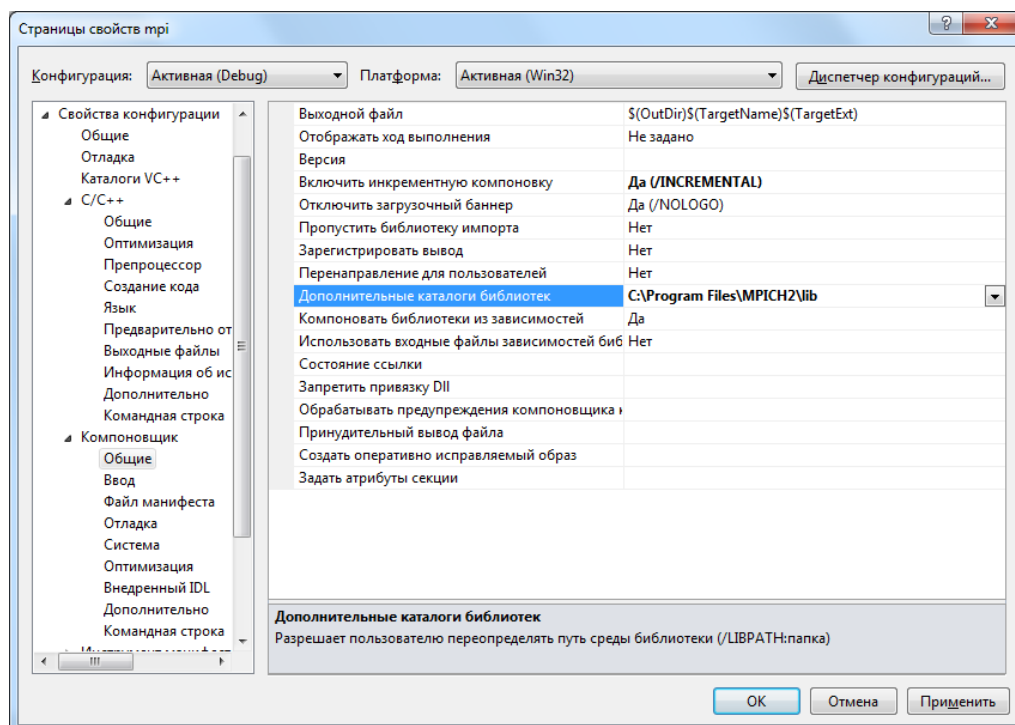 Страницы свойств mpi
Конфигурация: Активная (Debug) Платформа: Активная (Win32) Диспетчер конфигураций...
Свойства конфигурации
Общие
Отладка
Каталоги VC++
C/C++
Общие
Оптимизация
Препроцессор
Создание кода
Язык
Предварительно от
Выходные файлы
Информация об ис
Дополнительно
Командная строка
Компоновщик
Общие
Ввод
Файл манифеста
Отладка
Система
Оптимизация
Внедренный IDL
Дополнительно
Командная строка
Выходной файл $(OutDir)$(TargetName)$(TargetExt)
Отображать ход выполнения Не задано
Версия
Включить инкрементную компоновку Да (/INCREMENTAL)
Отключить загрузочный баннер Да (/NOLOGO)
Пропустить библиотеку импорта Нет
Зарегистрировать вывод Нет
Перенаправление для пользователей Нет
Дополнительные каталоги библиотек C:\Program Files\MPICH2\lib
Компоновать библиотеки из зависимостей Да
Использовать входные файлы зависимостей биб Нет
Состояние ссылки
Запретить привязку Dll
Обрабатывать предупреждения компоновщика к
Принудительный вывод файла
Создать оперативно исправляемый образ
Задать атрибуты секции
Дополнительные каталоги библиотек
Разрешает пользователю переопределять путь среды библиотеки (/LIBPATH:папка)
ОК Отмена Применить